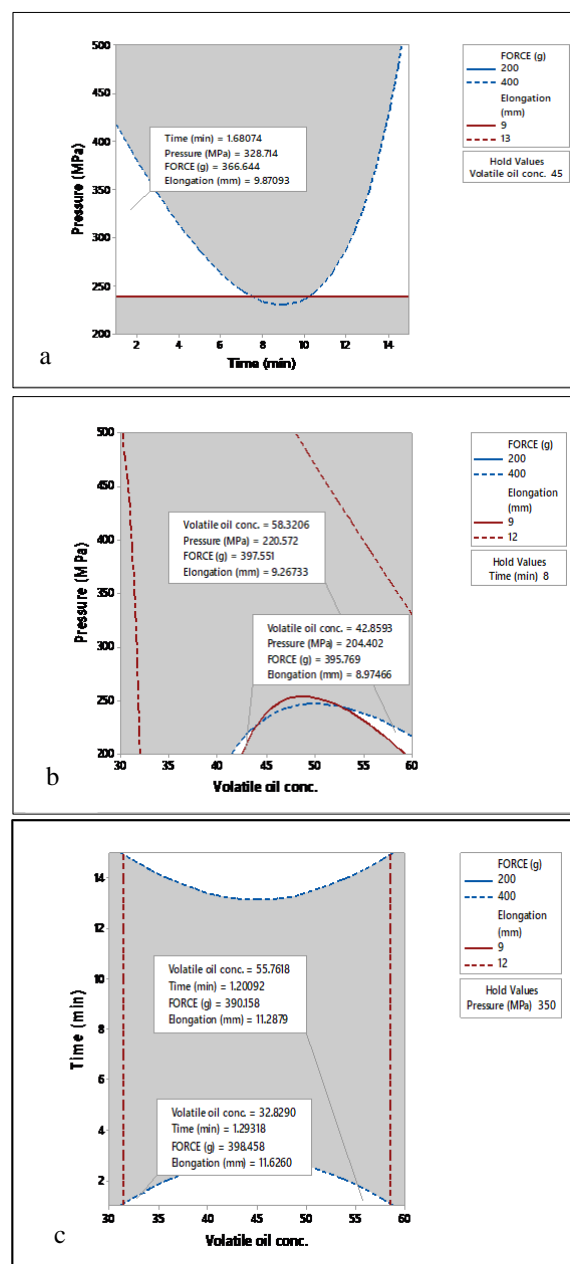 500
450
400
350
300
250
200
Pressure (MPa)
Time (min) = 1.68074
Pressure (MPa) = 328.714
FORCE (g) = 366.644
Elongation (mm) = 9.87093
2 4 6 8 10 12 14
Time (min)
FORCE (g)
200
400
Elongation
(mm)
9
13
Hold Values
Volatile oil conc. 45
a
500
450
400
350
300
250
200
Pressure (M Pa)
Volatile oil conc. = 58.3206
Pressure (MPa) = 220.572
FORCE (g) = 397.551
Elongation (mm) = 9.26733
Volatile oil conc. = 42.8593
Pressure (MPa) = 204.402
FORCE (g) = 395.769
Elongation (mm) = 8.97466
30 35 40 45 50 55 60
Volatile oil conc.
FORCE (g)
200
400
Elongation
(mm)
9
12
Hold Values
Time (min) 8
b
14
12
10
8
6
4
2
Time (min)
Volatile oil conc. = 55.7618
Time (min) = 1.20092
FORCE (g) = 390.158
Elongation (mm) = 11.2879
Volatile oil conc. = 32.8290
Time (min) = 1.29318
FORCE (g) = 398.458
Elongation (mm) = 11.6260
30 35 40 45 50 55 60
Volatile oil conc.
FORCE (g)
200
400
Elongation
(mm)
9
12
Hold Values
Pressure (MPa) 350
c